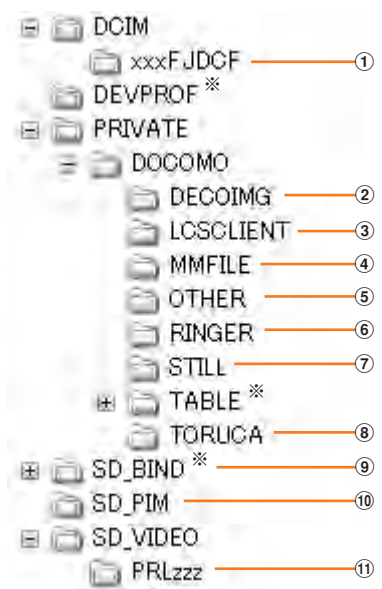 DCIM
xxxFJDCF ①
DEVPROF ※
PRIVATE
DOCOMO
DECOIMG ②
LCSCLIENT ③
MMFILE ④
OTHER ⑤
RINGER ⑥
STILL ⑦
TABLE ※
TORUCA ⑧
SD_BIND ※ ⑨
SD_PIM ⑩
SD_VIDEO
PRLzzz ⑪